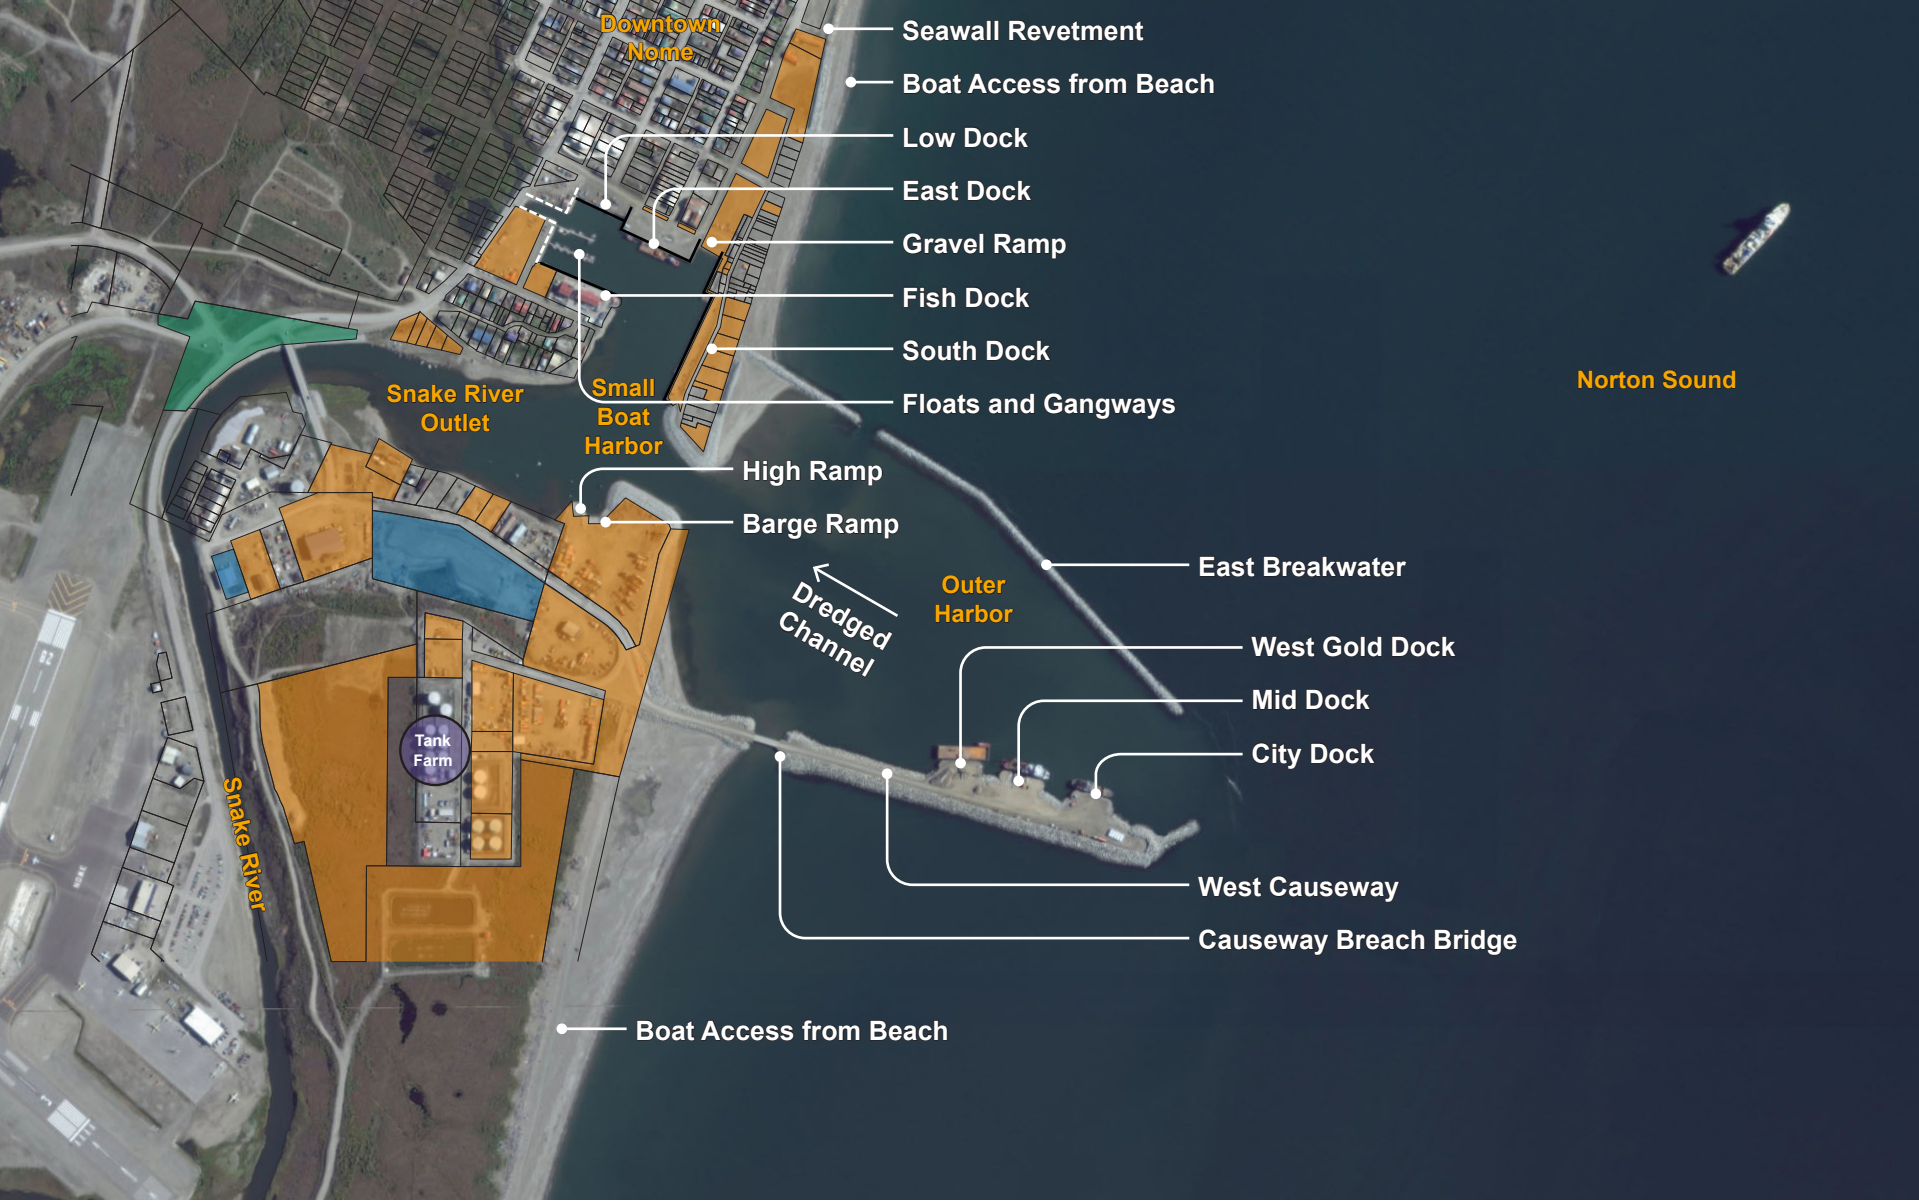 Downtown
Nome
Seawall Revetment
Boat Access from Beach
Low Dock
East Dock
Gravel Ramp
Fish Dock
South Dock
Floats and Gangways
Norton Sound
Snake River
Outlet
Small
Boat
Harbor
High Ramp
Barge Ramp
East Breakwater
Outer
Harbor
Dredged
Channel
West Gold Dock
Mid Dock
City Dock
Tank
Farm
Snake River
West Causeway
Causeway Breach Bridge
Boat Access from Beach
NOME